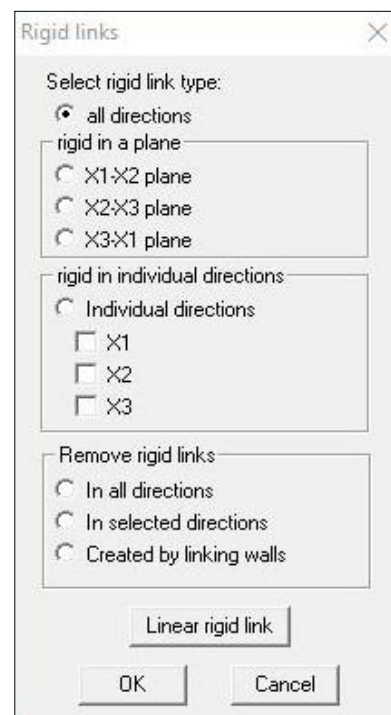 Rigid links
Select rigid link type:
all directions
rigid in a plane
X1-X2 plane
X2-X3 plane
X3-X1 plane
rigid in individual directions
Individual directions
X1
X2
X3
Remove rigid links
In all directions
In selected directions
Created by linking walls
Linear rigid link
OK Cancel